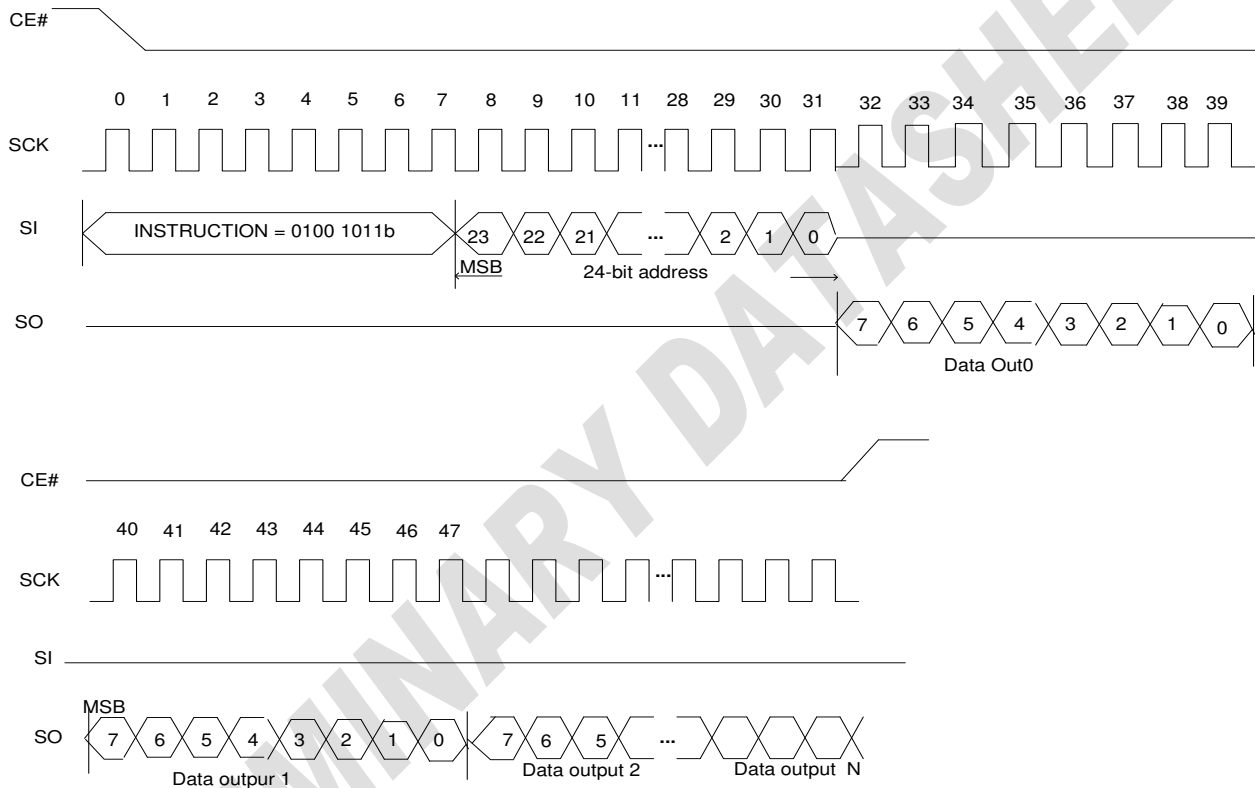 CE#
0 1 2 3 4 5 6 7 8 9 10 11 28 29 30 31 32 33 34 35 36 37 38 39
SCK
...
SI
INSTRUCTION = 0100 1011b
23 22 21 ... 2 1 0
MSB
24-bit address
SO
7 6 5 4 3 2 1 0
Data Out0
CE#
40 41 42 43 44 45 46 47
SCK
...
SI
MSB
SO
7 6 5 4 3 2 1 0 7 6 5 ...
Data outpur 1
Data output 2
Data output N
MINARY DATASHEE